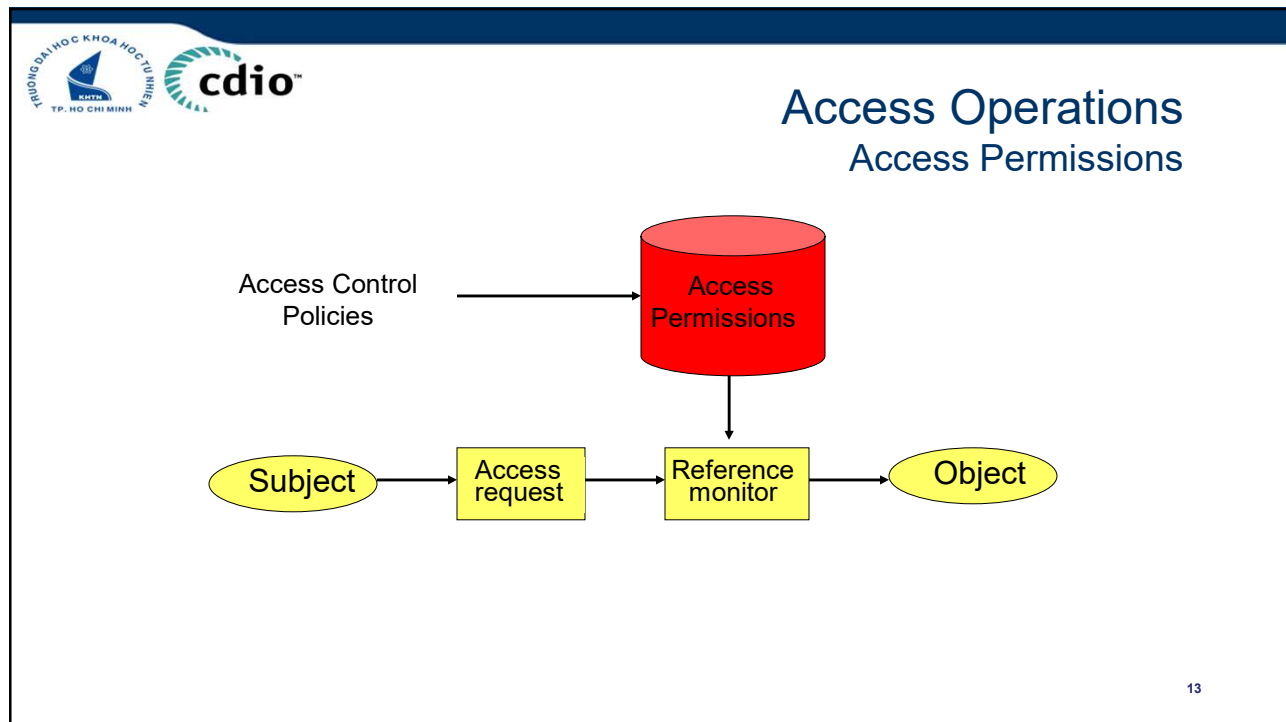 TRUONG DAI HOC KHOA HOC TU NHIEN
KHTN
TP. HO CHI MINH
cdio™
Access Operations
Access Permissions
Access Control
Policies
Access
Permissions
Subject
Access
request
Reference
monitor
Object
13